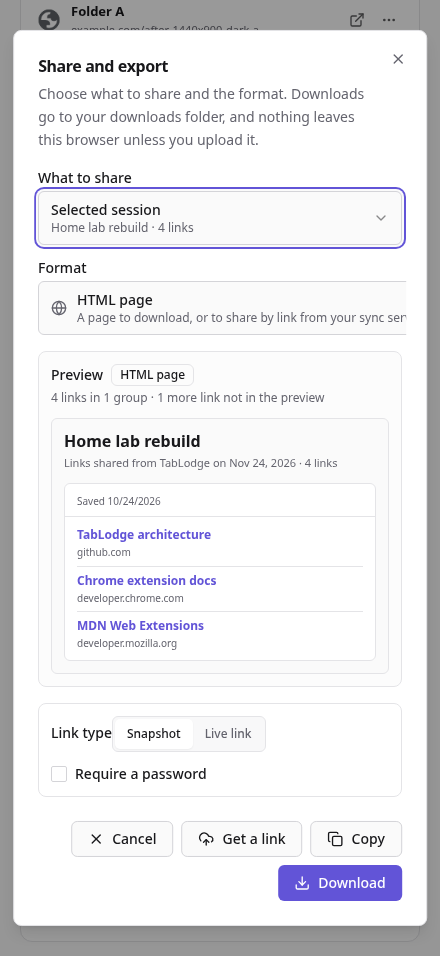 Folder A
Share and export
Choose what to share and the format. Downloads
go to your downloads folder, and nothing leaves
this browser unless you upload it.
What to share
Selected session
Home lab rebuild · 4 links
Format
HTML page
A page to download, or to share by link from your sync ser
Preview HTML page
4 links in 1 group · 1 more link not in the preview
Home lab rebuild
Links shared from TabLodge on Nov 24, 2026 · 4 links
Saved 10/24/2026
TabLodge architecture
github.com
Chrome extension docs
developer.chrome.com
MDN Web Extensions
developer.mozilla.org
Link type Snapshot Live link
Require a password
Cancel Get a link Copy
Download